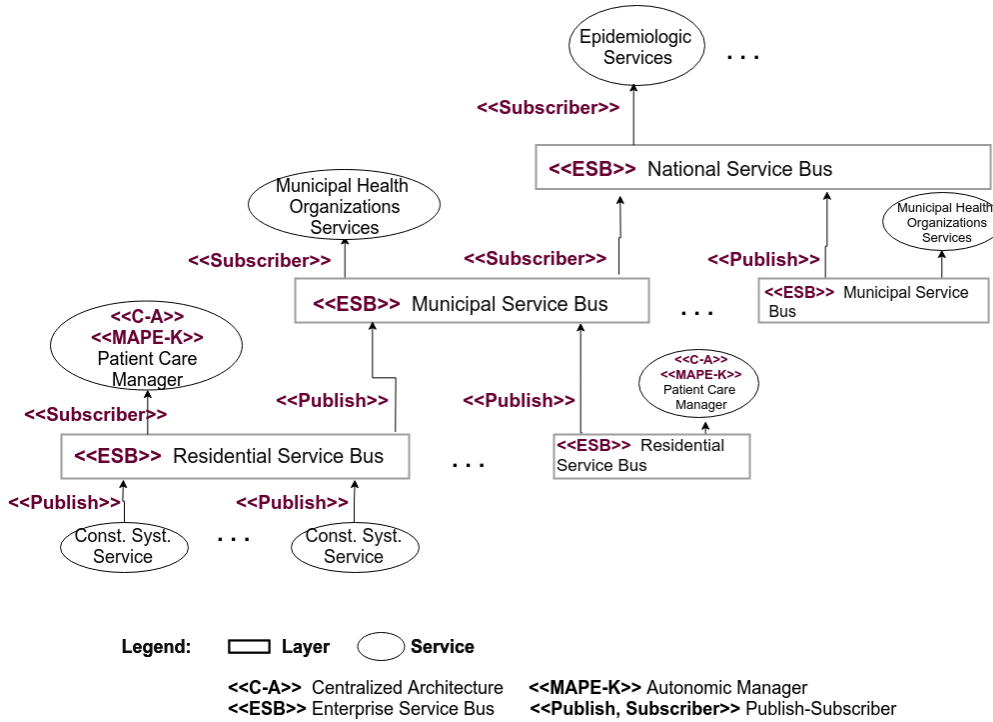 Epidemiologic
Services
. . .
<<Subscriber>>
<<ESB>> National Service Bus
Municipal Health
Organizations
Services
Municipal Health
Organizations
Services
<<Subscriber>>
<<Subscriber>>
<<Publish>>
<<ESB>> Municipal Service Bus
. . .
<<ESB>> Municipal Service
Bus
<<C-A>>
<<MAPE-K>>
Patient Care
Manager
<<C-A>>
<<MAPE-K>>
Patient Care
Manager
<<Subscriber>>
<<Publish>>
<<Publish>>
<<ESB>> Residential Service Bus
. . .
<<ESB>> Residential
Service Bus
<<Publish>>
<<Publish>>
Const. Syst.
Service
. . .
Const. Syst.
Service
Legend: Layer Service
<<C-A>> Centralized Architecture <<MAPE-K>> Autonomic Manager
<<ESB>> Enterprise Service Bus <<Publish, Subscriber>> Publish-Subscriber